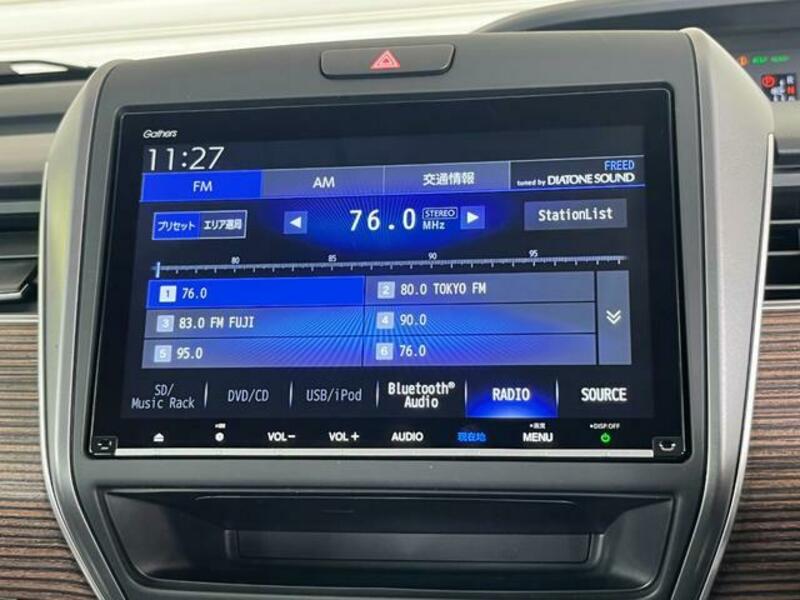 Gathers
11:27
FREED
tuned by DIATONE SOUND
FM
AM
交通情報
プリセット エリア選局
76.0 STEREO MHz
StationList
80 85 90 95
1 76.0
2 80.0 TOKYO FM
3 83.0 FM FUJI
4 90.0
5 95.0
6 76.0
SD/
Music Rack
DVD/CD
USB/iPod
Bluetooth®
Audio
RADIO
SOURCE
VOL−
VOL+
AUDIO
現在地
•画質
MENU
•DISP.OFF
P
R
N